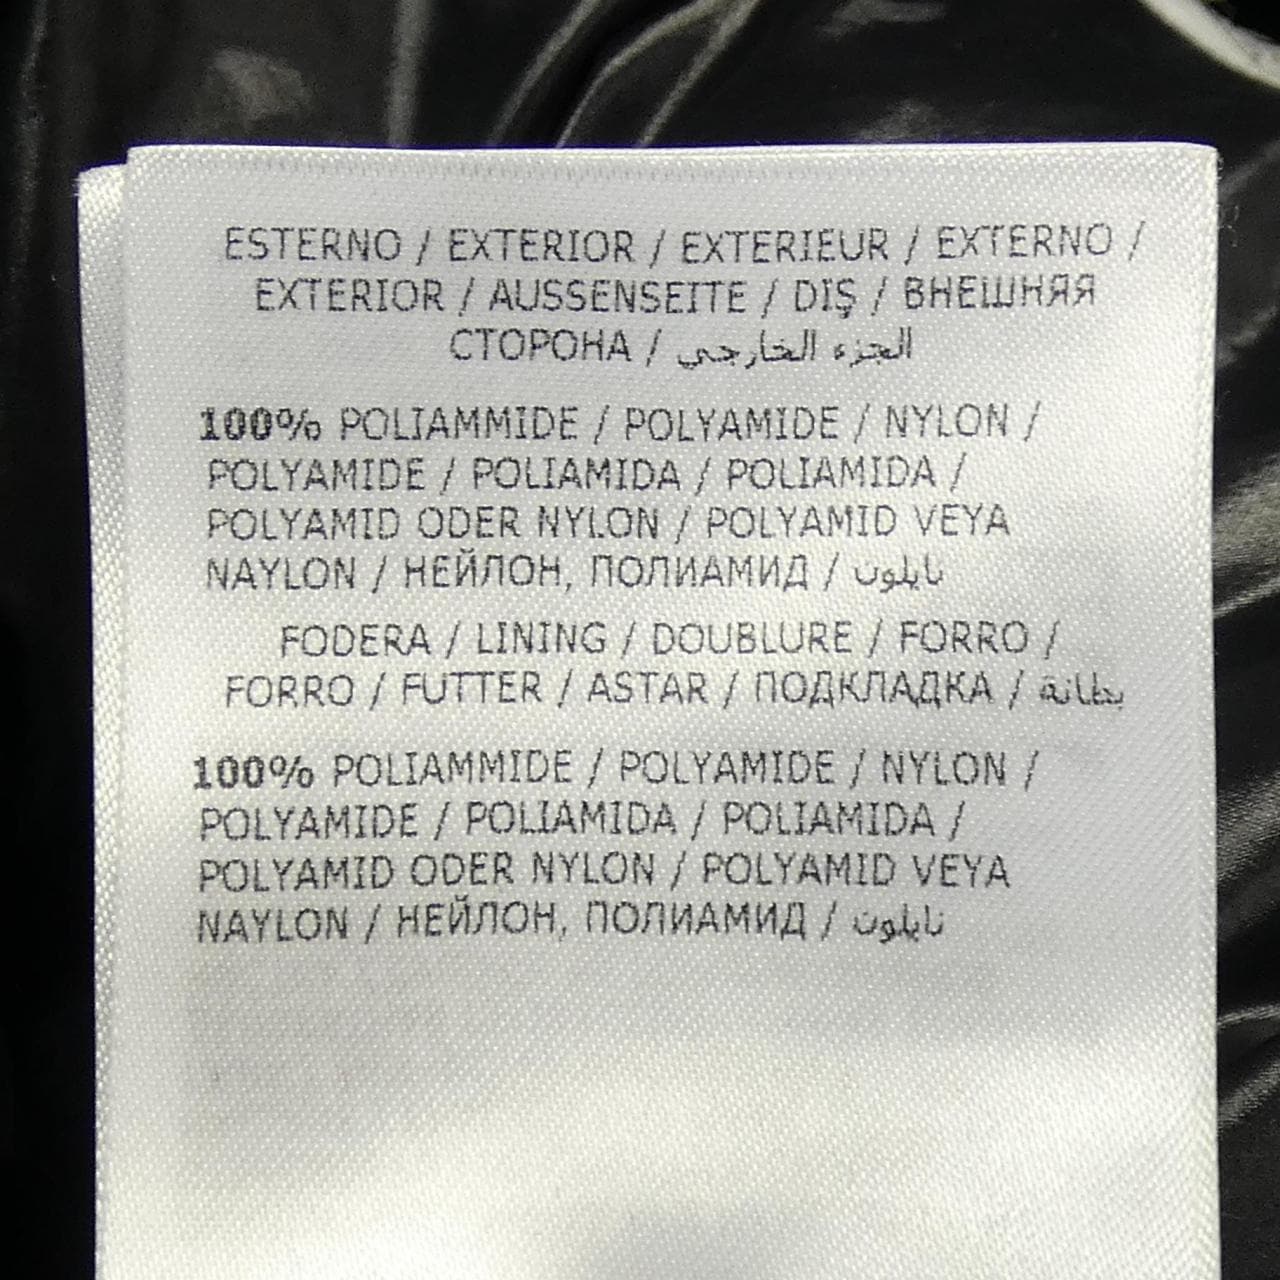 ESTERNO / EXTERIOR / EXTERIEUR / EXTERNO /
EXTERIOR / AUSSENSEITE / DIŞ / ВНЕШНЯЯ
СТОРОНА / الجزء الخارجي
100% POLIAMMIDE / POLYAMIDE / NYLON /
POLYAMIDE / POLIAMIDA / POLIAMIDA /
POLYAMID ODER NYLON / POLYAMID VEYA
NAYLON / НЕЙЛОН, ПОЛИАМИД / نايلون
FODERA / LINING / DOUBLURE / FORRO /
FORRO / FUTTER / ASTAR / ПОДКЛАДКА / بطانة
100% POLIAMMIDE / POLYAMIDE / NYLON /
POLYAMIDE / POLIAMIDA / POLIAMIDA /
POLYAMID ODER NYLON / POLYAMID VEYA
NAYLON / НЕЙЛОН, ПОЛИАМИД / نايلون